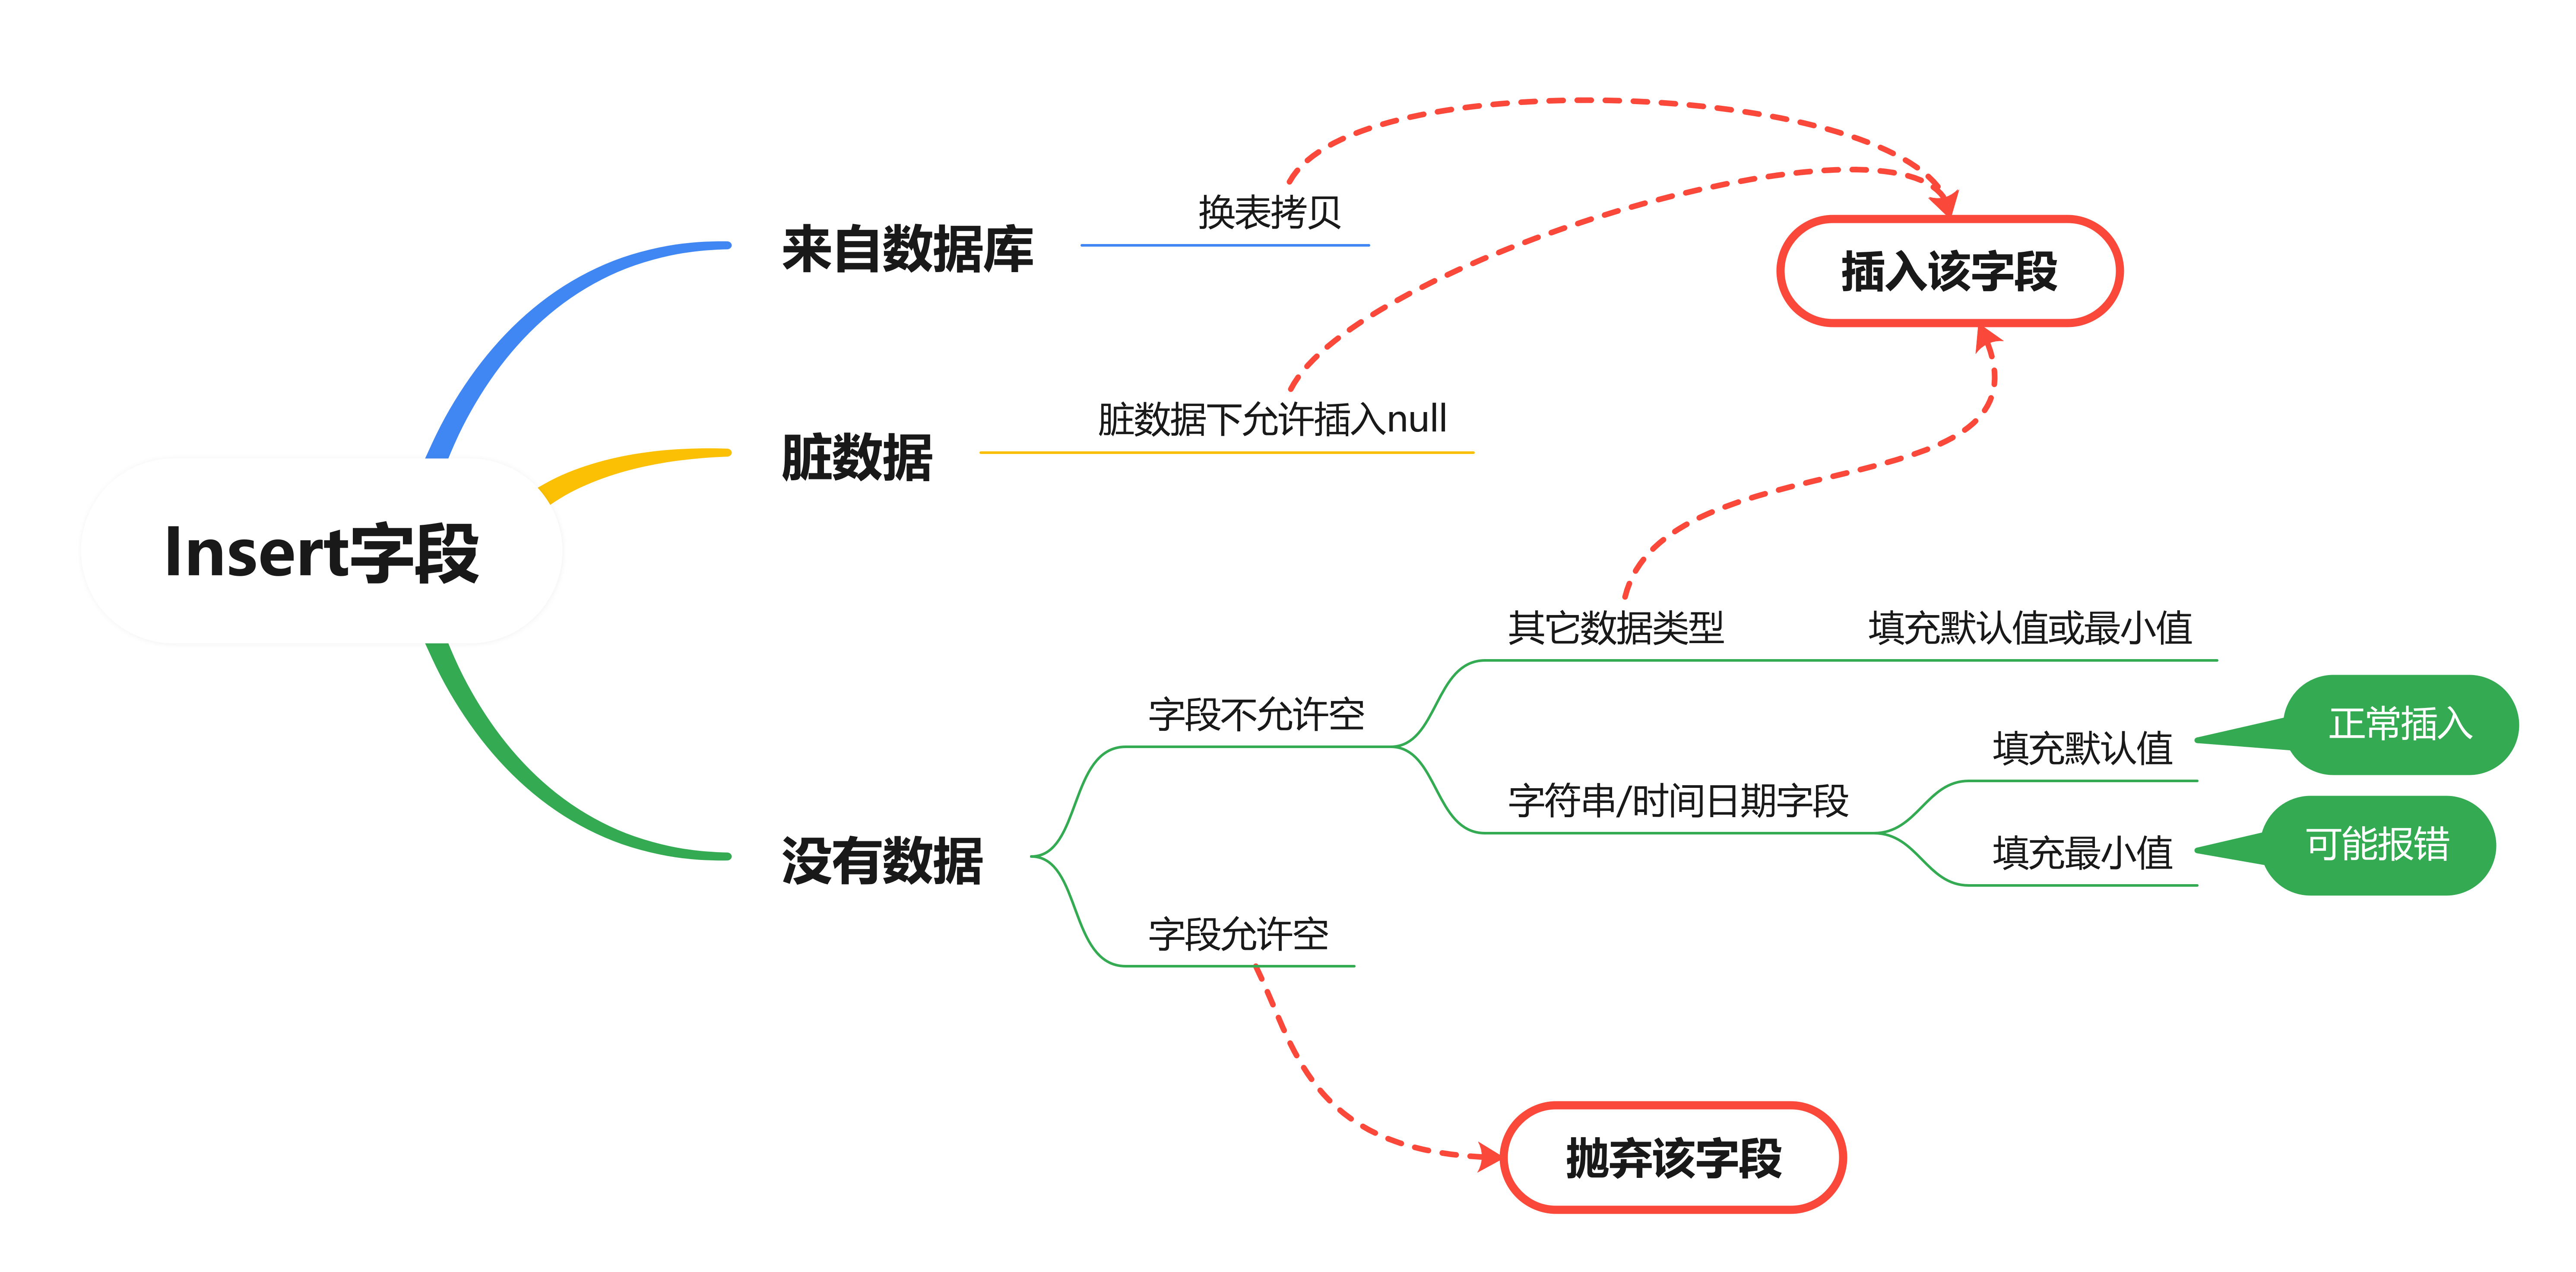 Insert字段
来自数据库
换表拷贝
插入该字段
脏数据
脏数据下允许插入null
没有数据
字段不允许空
其它数据类型
填充默认值或最小值
字符串/时间日期字段
填充默认值
正常插入
填充最小值
可能报错
字段允许空
抛弃该字段